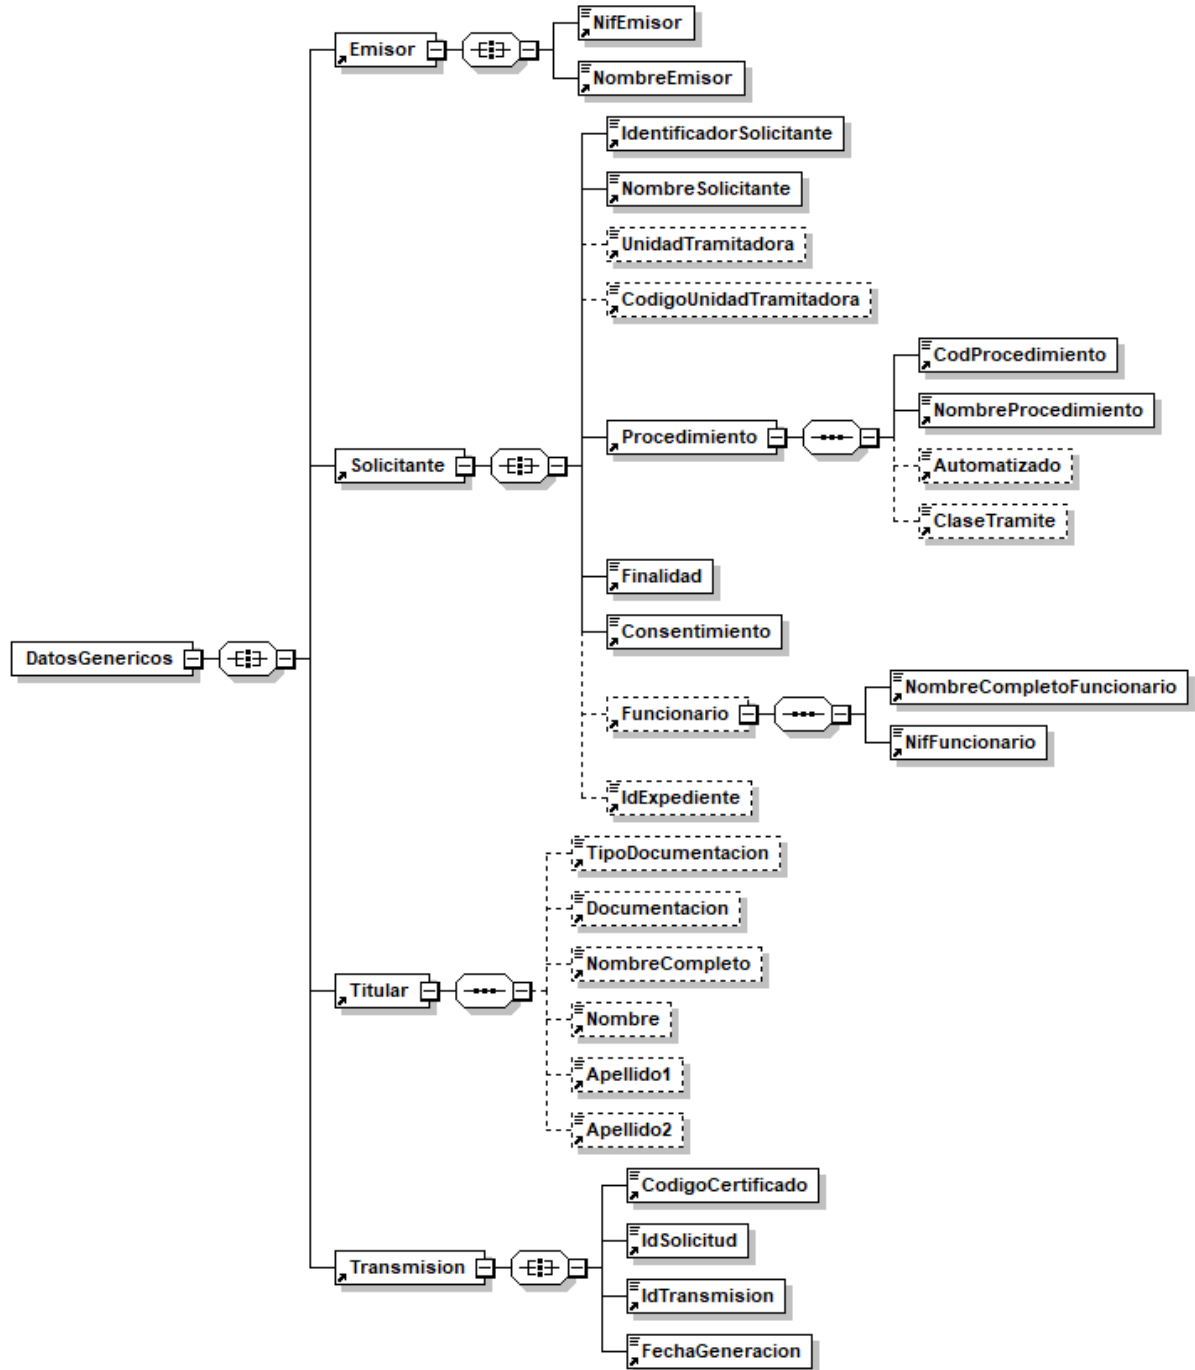 NifEmisor
Emisor
NombreEmisor
IdentificadorSolicitante
NombreSolicitante
UnidadTramitadora
CodigoUnidadTramitadora
CodProcedimiento
NombreProcedimiento
Procedimiento
Automatizado
Solicitante
ClaseTramite
Finalidad
Consentimiento
DatosGenericos
NombreCompletoFuncionario
Funcionario
NifFuncionario
IdExpediente
TipoDocumentacion
Documentacion
NombreCompleto
Titular
Nombre
Apellido1
Apellido2
CodigoCertificado
IdSolicitud
Transmision
IdTransmision
FechaGeneracion